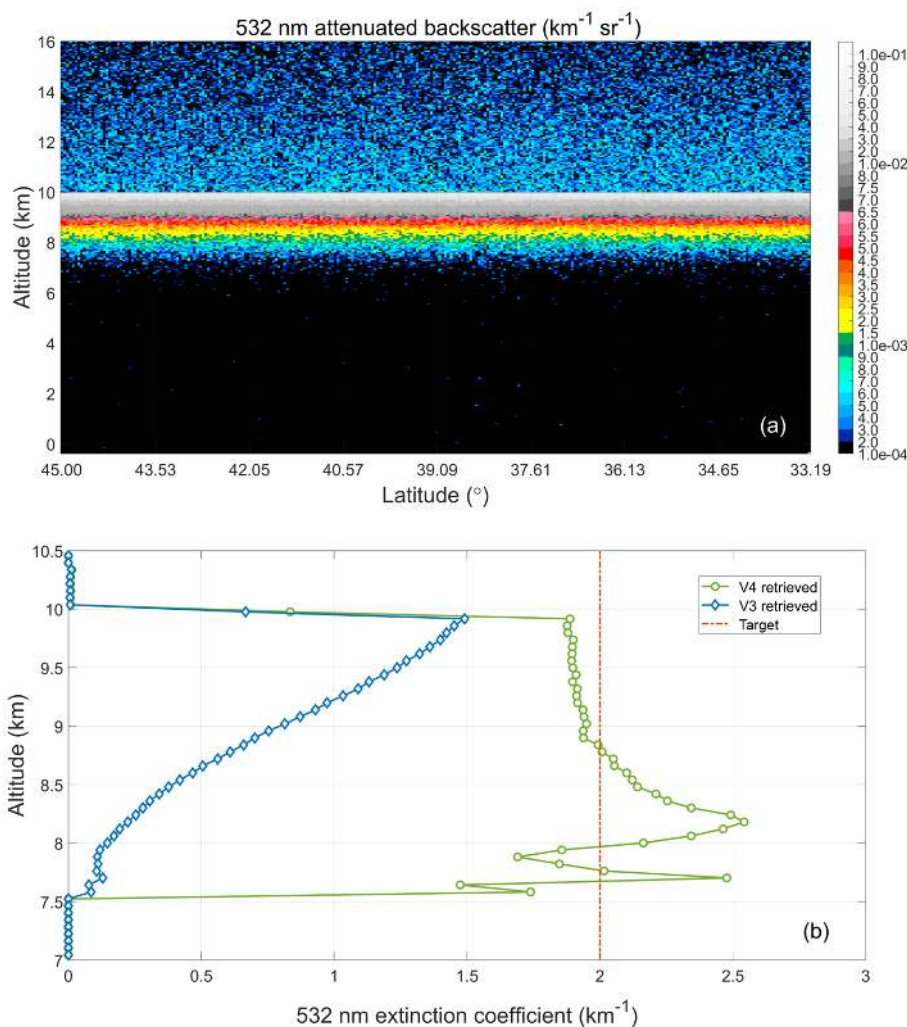 532 nm attenuated backscatter (km⁻¹ sr⁻¹)
16
14
12
10
8
6
4
2
0
Altitude (km)
45.00 43.53 42.05 40.57 39.09 37.61 36.13 34.65 33.19
Latitude (°)
(a)
1.0e-01
9.0
8.0
7.0
6.0
5.0
4.0
3.0
2.0
1.0e-02
8.0
7.5
7.0
6.5
6.0
5.5
5.0
4.5
4.0
3.5
3.0
2.5
2.0
1.5
1.0e-03
9.0
8.0
7.0
6.0
5.0
4.0
3.0
2.0
1.0e-04
10.5
10
9.5
9
8.5
8
7.5
7
Altitude (km)
V4 retrieved
V3 retrieved
Target
(b)
0 0.5 1 1.5 2 2.5 3
532 nm extinction coefficient (km⁻¹)